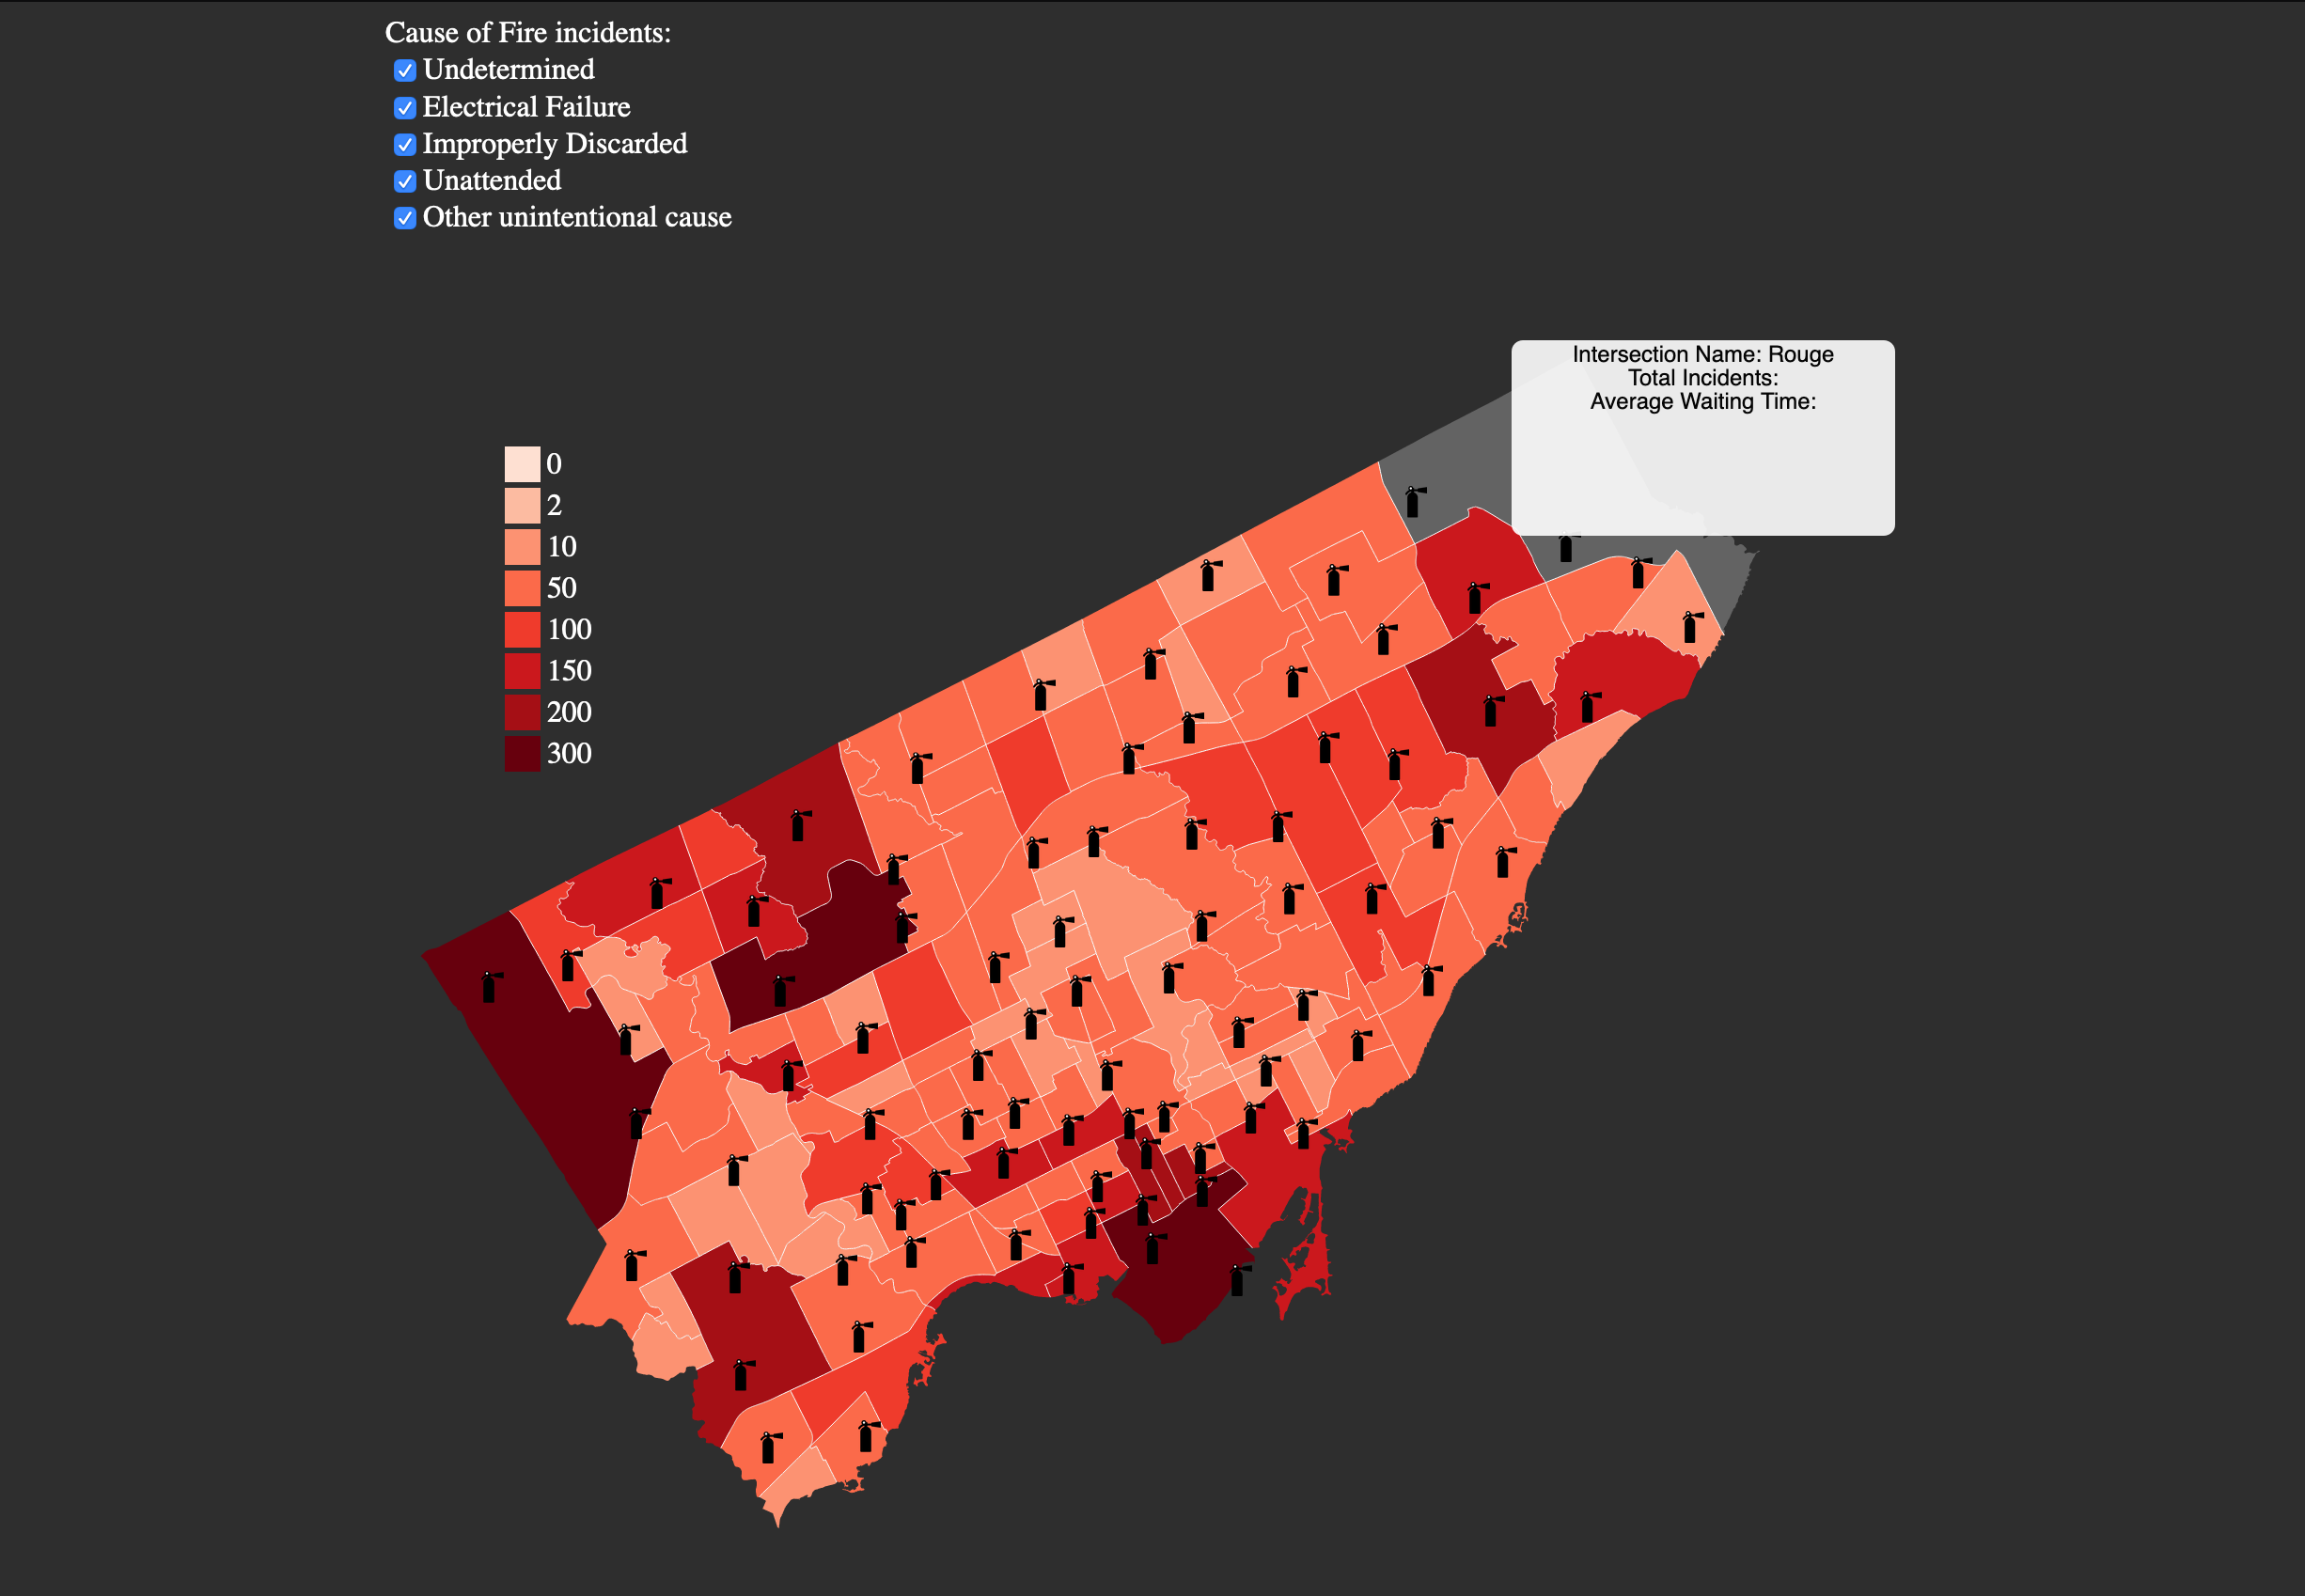 Cause of Fire incidents:
Undetermined
Electrical Failure
Improperly Discarded
Unattended
Other unintentional cause
Intersection Name: Rouge
Total Incidents:
Average Waiting Time:
0
2
10
50
100
150
200
300